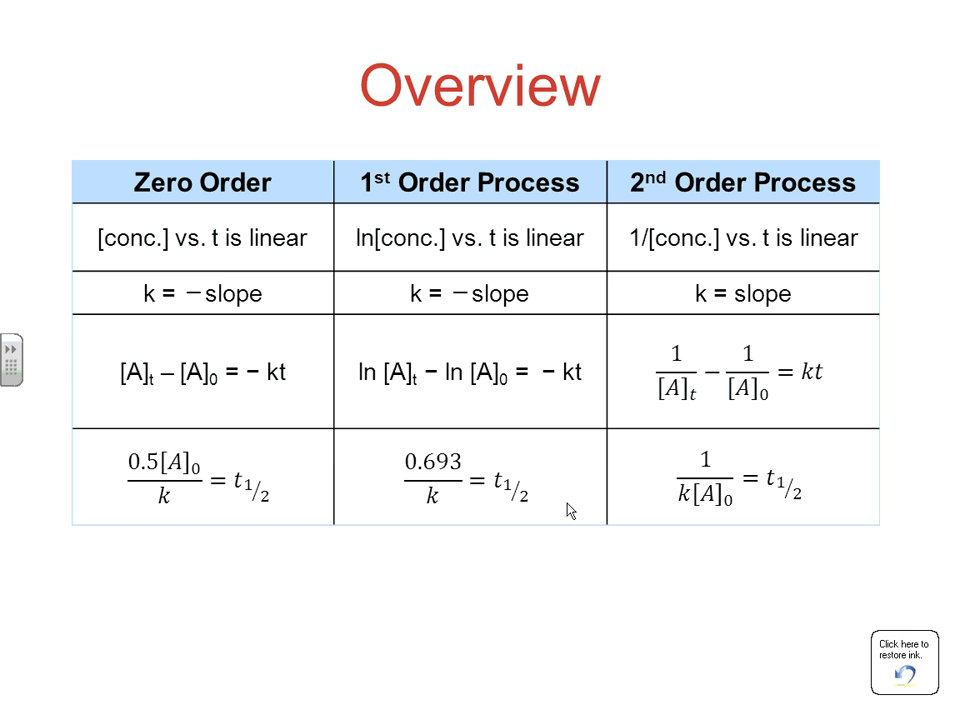 Overview
Zero Order 1st Order Process 2nd Order Process
[conc.] vs. t is linear ln[conc.] vs. t is linear 1/[conc.] vs. t is linear
k = −slope k = −slope k = slope
[A]t – [A]0 = − kt ln [A]t − ln [A]0 = − kt 1/[A]t − 1/[A]0 = kt
0.5[A]0/k = t1/2 0.693/k = t1/2 1/k[A]0 = t1/2
Click here to
restore ink.